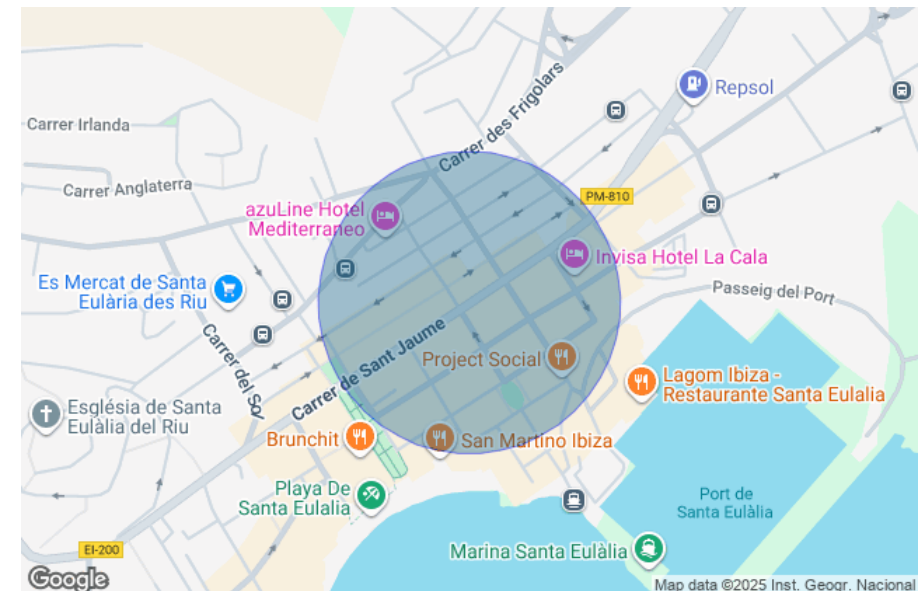 Repsol
Carrer des Frigolars
Carrer Irlanda
Carrer Anglaterra
PM-810
azuLine Hotel
Mediterraneo
Invisa Hotel La Cala
Es Mercat de Santa
Eulària des Riu
Passeig del Port
Carrer de Sant Jaume
Carrer del Sol
Project Social
Lagom Ibiza -
Restaurante Santa Eulalia
Església de Santa
Eulàlia del Riu
Brunchit
San Martino Ibiza
Playa De
Santa Eulalia
Port de
Santa Eulàlia
EI-200
Marina Santa Eulàlia
Google
Map data ©2025 Inst. Geogr. Nacional